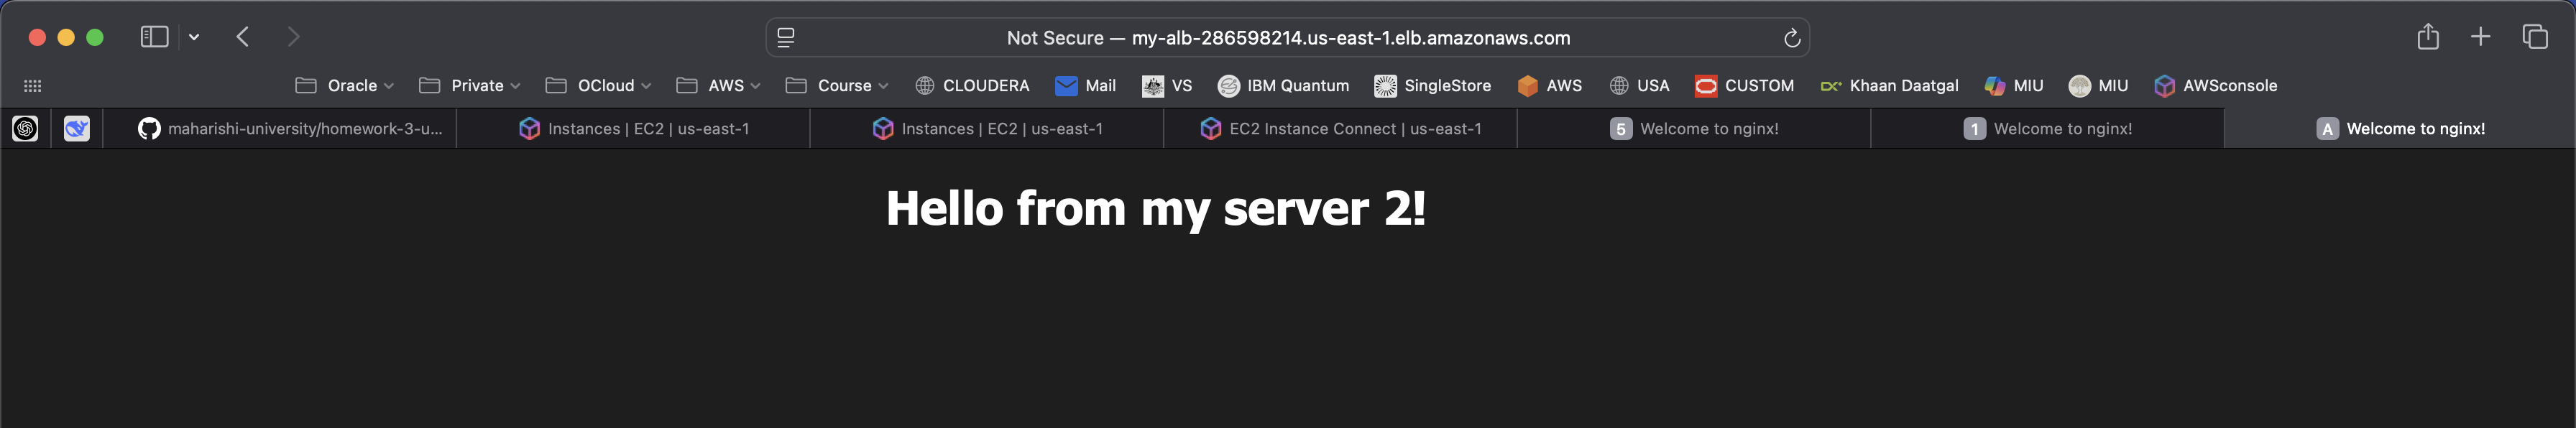 Not Secure — my-alb-286598214.us-east-1.elb.amazonaws.com
Oracle Private OCloud AWS Course CLOUDERA Mail VS IBM Quantum SingleStore AWS USA CUSTOM Khaan Daatgal MIU MIU AWSconsole
maharishi-university/homework-3-u... Instances | EC2 | us-east-1 Instances | EC2 | us-east-1 EC2 Instance Connect | us-east-1 5 Welcome to nginx! 1 Welcome to nginx! A Welcome to nginx!
Hello from my server 2!